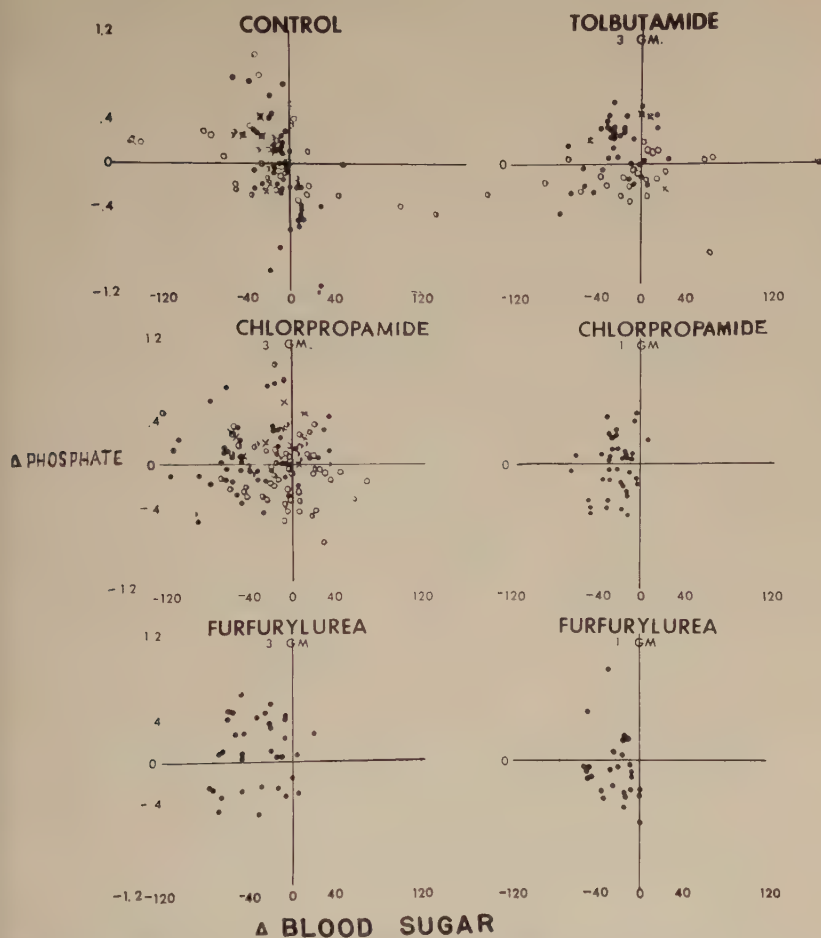 CONTROL
3 GM.
TOLBUTAMIDE
1.2
.4
0
-.4
-1.2
-120 -40 0 40 120
0
-120 -40 0 40 120
CHLORPROPAMIDE
3 GM.
CHLORPROPAMIDE
1 GM
1 2
.4
Δ PHOSPHATE
0
- .4
-1 2
-120 -40 0 40 120
0
-120 -40 0 40 120
FURFURYLUREA
3 GM
FURFURYLUREA
1 GM
1 2
4
0
- 4
-1.2
-120 -40 0 40 120
0
-120 -40 0 40 120
Δ BLOOD SUGAR